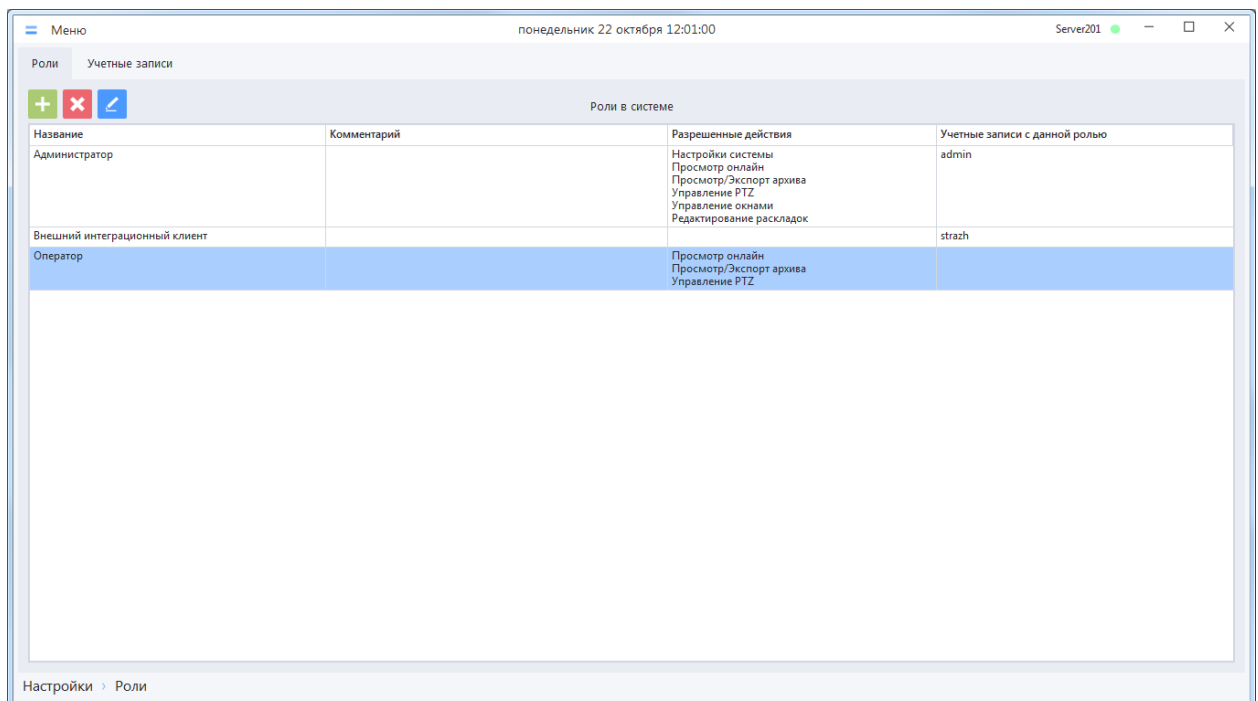 Меню
понедельник 22 октября 12:01:00
Server201
Роли
Учетные записи
Роли в системе
Название
Комментарий
Разрешенные действия
Учетные записи с данной ролью
Администратор
Настройки системы
Просмотр онлайн
Просмотр/Экспорт архива
Управление PTZ
Управление окнами
Редактирование раскладок
admin
Внешний интеграционный клиент
strazh
Оператор
Просмотр онлайн
Просмотр/Экспорт архива
Управление PTZ
Настройки › Роли